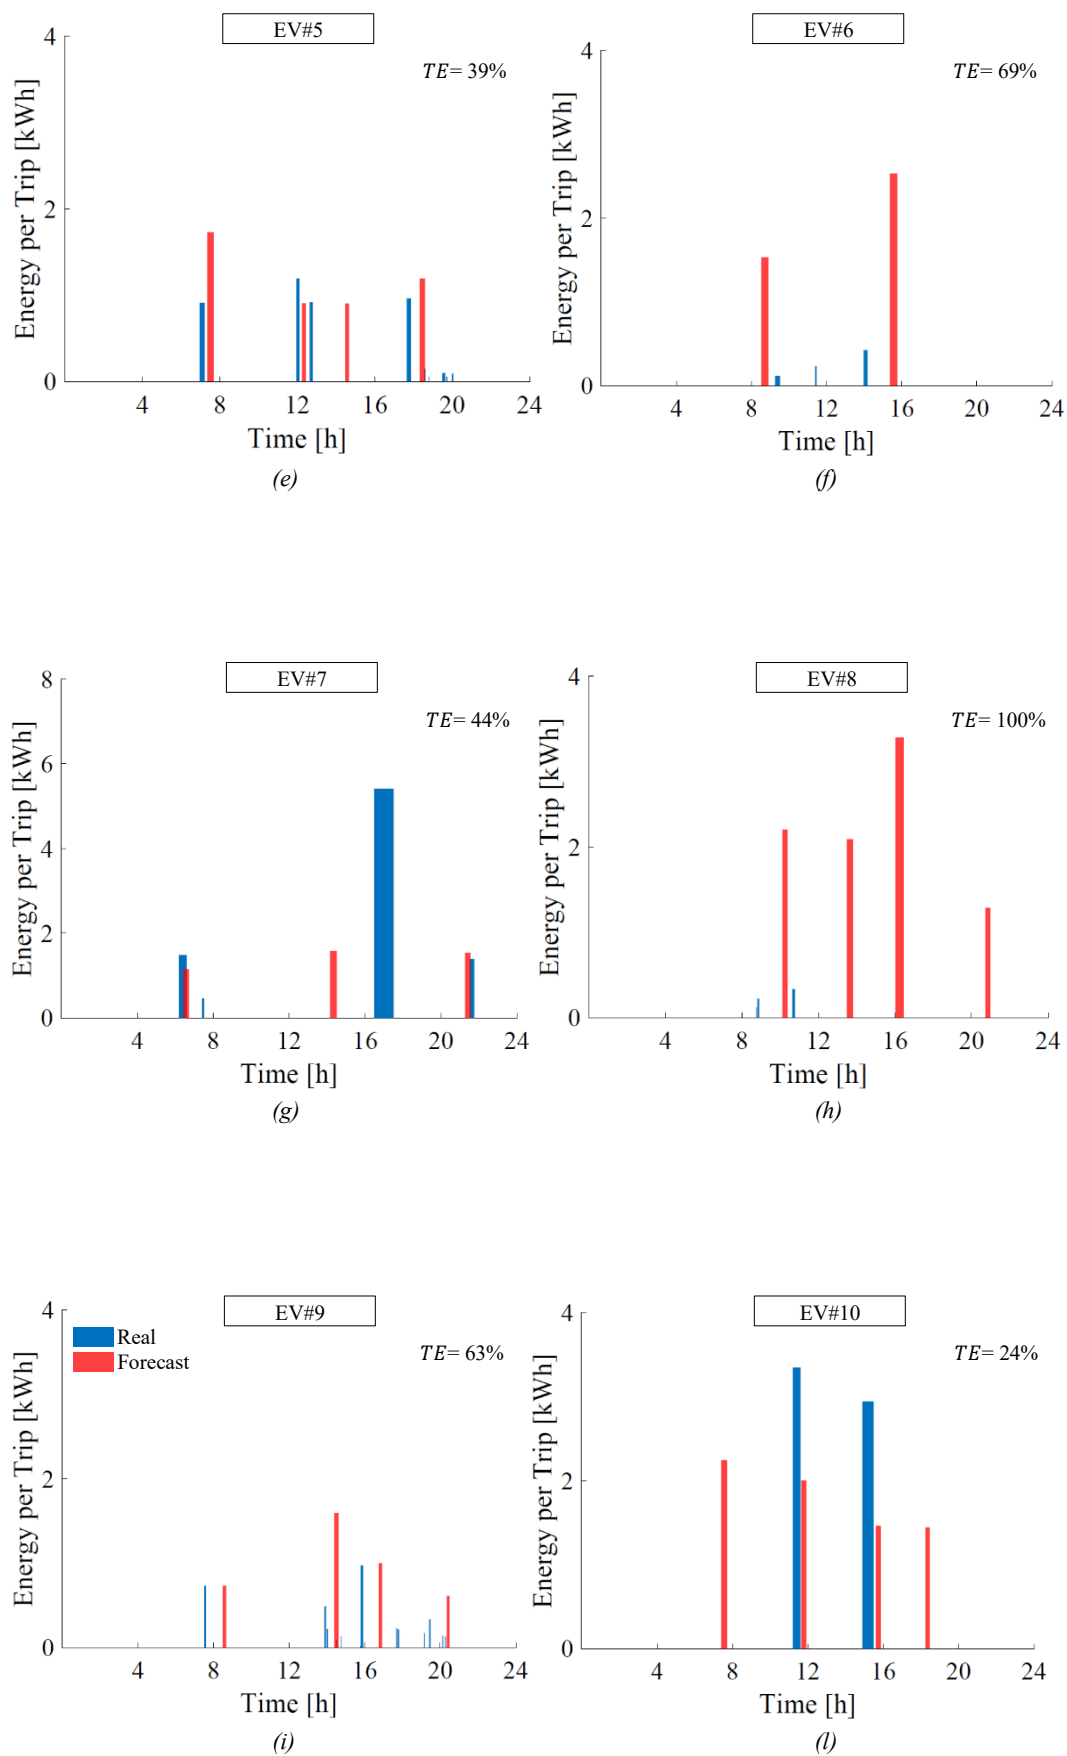 EV#5
TE= 39%
Energy per Trip [kWh]
4
2
0
4 8 12 16 20 24
Time [h]
(e)
EV#6
TE= 69%
Energy per Trip [kWh]
4
2
0
4 8 12 16 20 24
Time [h]
(f)
EV#7
TE= 44%
Energy per Trip [kWh]
8
6
4
2
0
4 8 12 16 20 24
Time [h]
(g)
EV#8
TE= 100%
Energy per Trip [kWh]
4
2
0
4 8 12 16 20 24
Time [h]
(h)
EV#9
Real
Forecast
TE= 63%
Energy per Trip [kWh]
4
2
0
4 8 12 16 20 24
Time [h]
(i)
EV#10
TE= 24%
Energy per Trip [kWh]
4
2
0
4 8 12 16 20 24
Time [h]
(l)